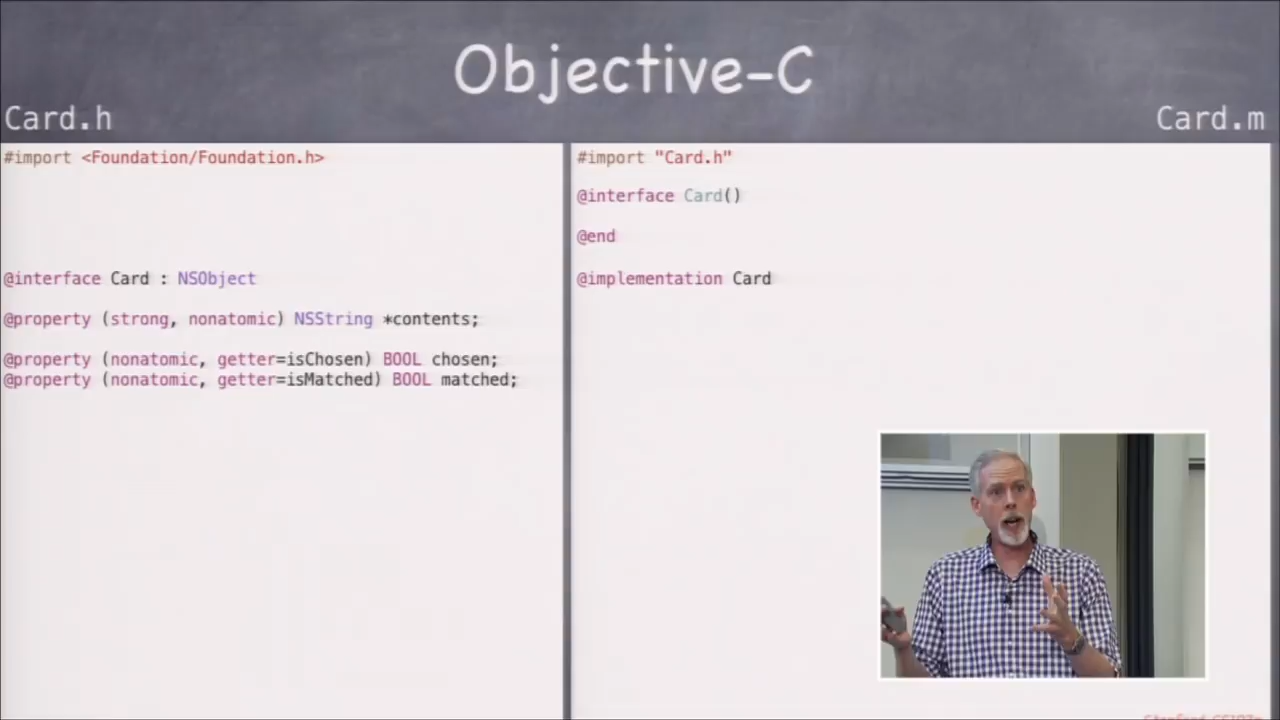 Objective-C
Card.h
Card.m
#import <Foundation/Foundation.h>
@interface Card : NSObject
@property (strong, nonatomic) NSString *contents;
@property (nonatomic, getter=isChosen) BOOL chosen;
@property (nonatomic, getter=isMatched) BOOL matched;
#import "Card.h"
@interface Card()
@end
@implementation Card